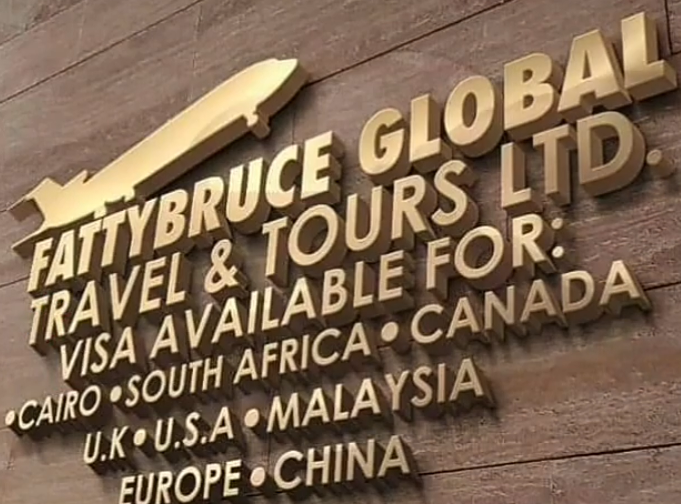 FATTYBRUCE GLOBAL
TRAVEL & TOURS LTD.
VISA AVAILABLE FOR:
•CAIRO •SOUTH AFRICA •CANADA
U.K •U.S.A •MALAYSIA
EUROPE •CHINA